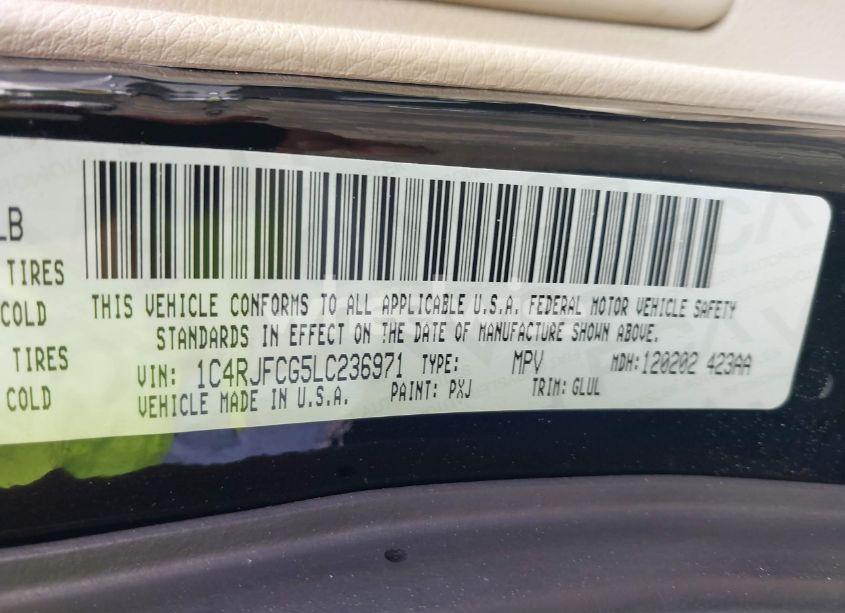 LB
TIRES
COLD
TIRES
COLD
THIS VEHICLE CONFORMS TO ALL APPLICABLE U.S.A. FEDERAL MOTOR VEHICLE SAFETY
STANDARDS IN EFFECT ON THE DATE OF MANUFACTURE SHOWN ABOVE.
VIN: 1C4RJFCG5LC236971 TYPE: MPV MDH:120202 423AA
VEHICLE MADE IN U.S.A. PAINT: PXJ TRIM: GLUL